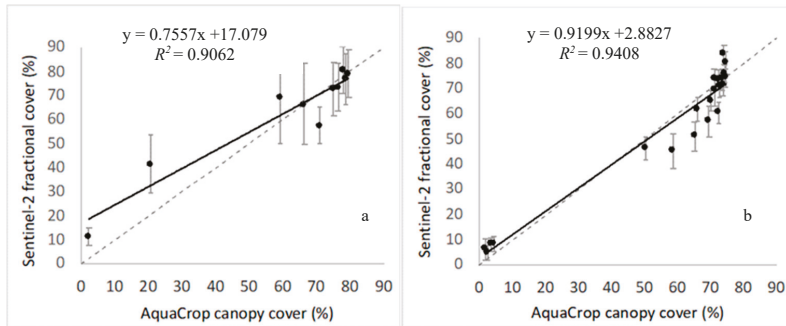 y = 0.7557x +17.079
R² = 0.9062
90
80
70
60
50
40
30
20
10
0
Sentinel-2 fractional cover (%)
a
0 10 20 30 40 50 60 70 80 90
AquaCrop canopy cover (%)
y = 0.9199x +2.8827
R² = 0.9408
90
80
70
60
50
40
30
20
10
0
Sentinel-2 fractional cover (%)
b
0 10 20 30 40 50 60 70 80 90
AquaCrop canopy cover (%)